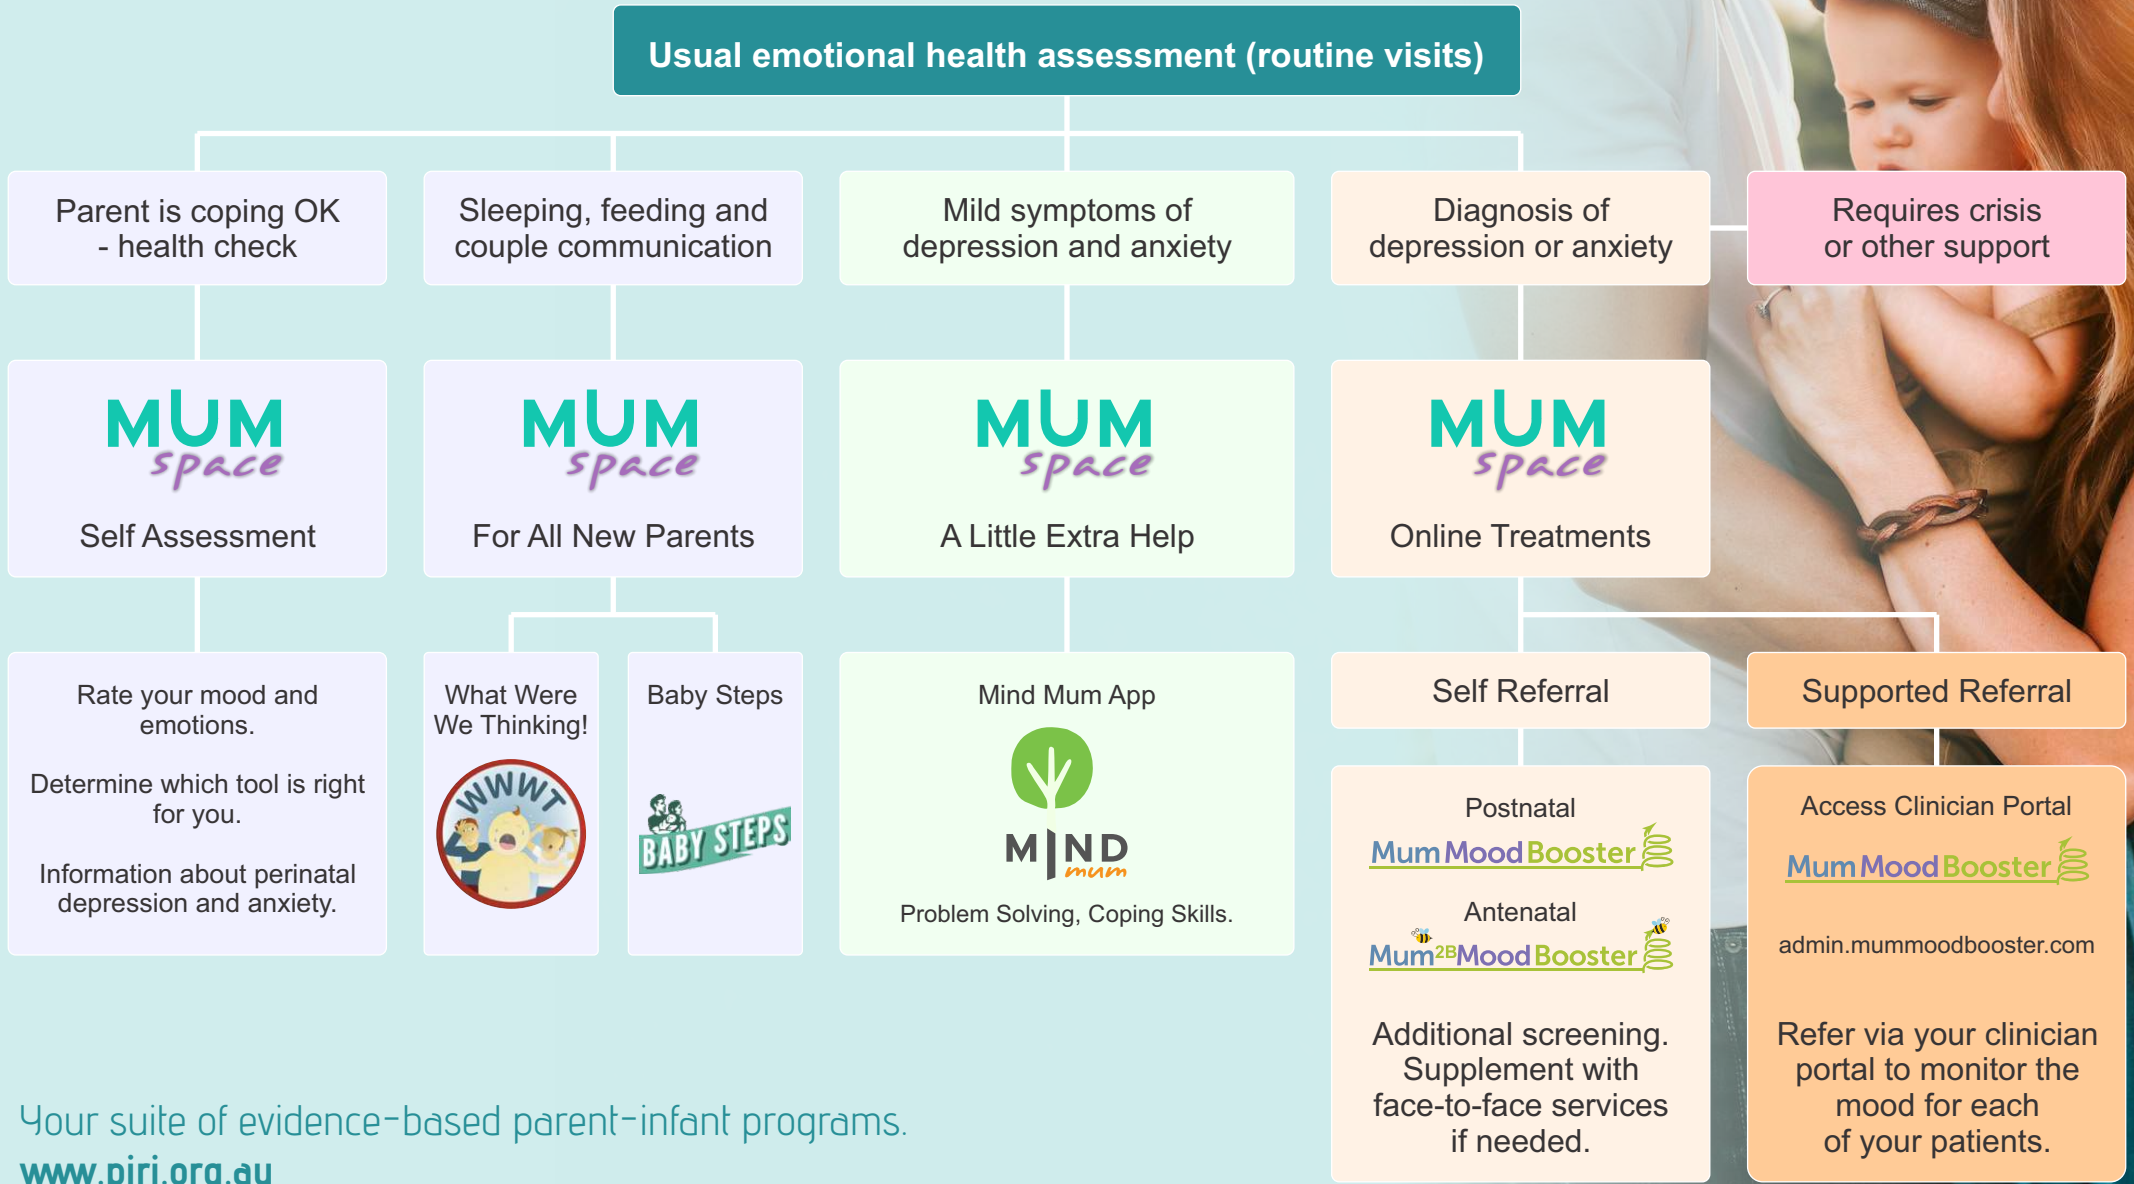 Usual emotional health assessment (routine visits)
Parent is coping OK
- health check
Sleeping, feeding and
couple communication
Mild symptoms of
depression and anxiety
Diagnosis of
depression or anxiety
Requires crisis
or other support
MUM
space
Self Assessment
MUM
space
For All New Parents
MUM
space
A Little Extra Help
MUM
space
Online Treatments
Rate your mood and
emotions.
Determine which tool is right
for you.
Information about perinatal
depression and anxiety.
What Were
We Thinking!
WWWT
Baby Steps
BABY STEPS
Mind Mum App
MIND
mum
Problem Solving, Coping Skills.
Self Referral
Postnatal
MumMoodBooster
Antenatal
Mum2BMoodBooster
Additional screening.
Supplement with
face-to-face services
if needed.
Supported Referral
Access Clinician Portal
MumMoodBooster
admin.mummoodbooster.com
Refer via your clinician
portal to monitor the
mood for each
of your patients.
Your suite of evidence-based parent-infant programs.
www.piri.org.au